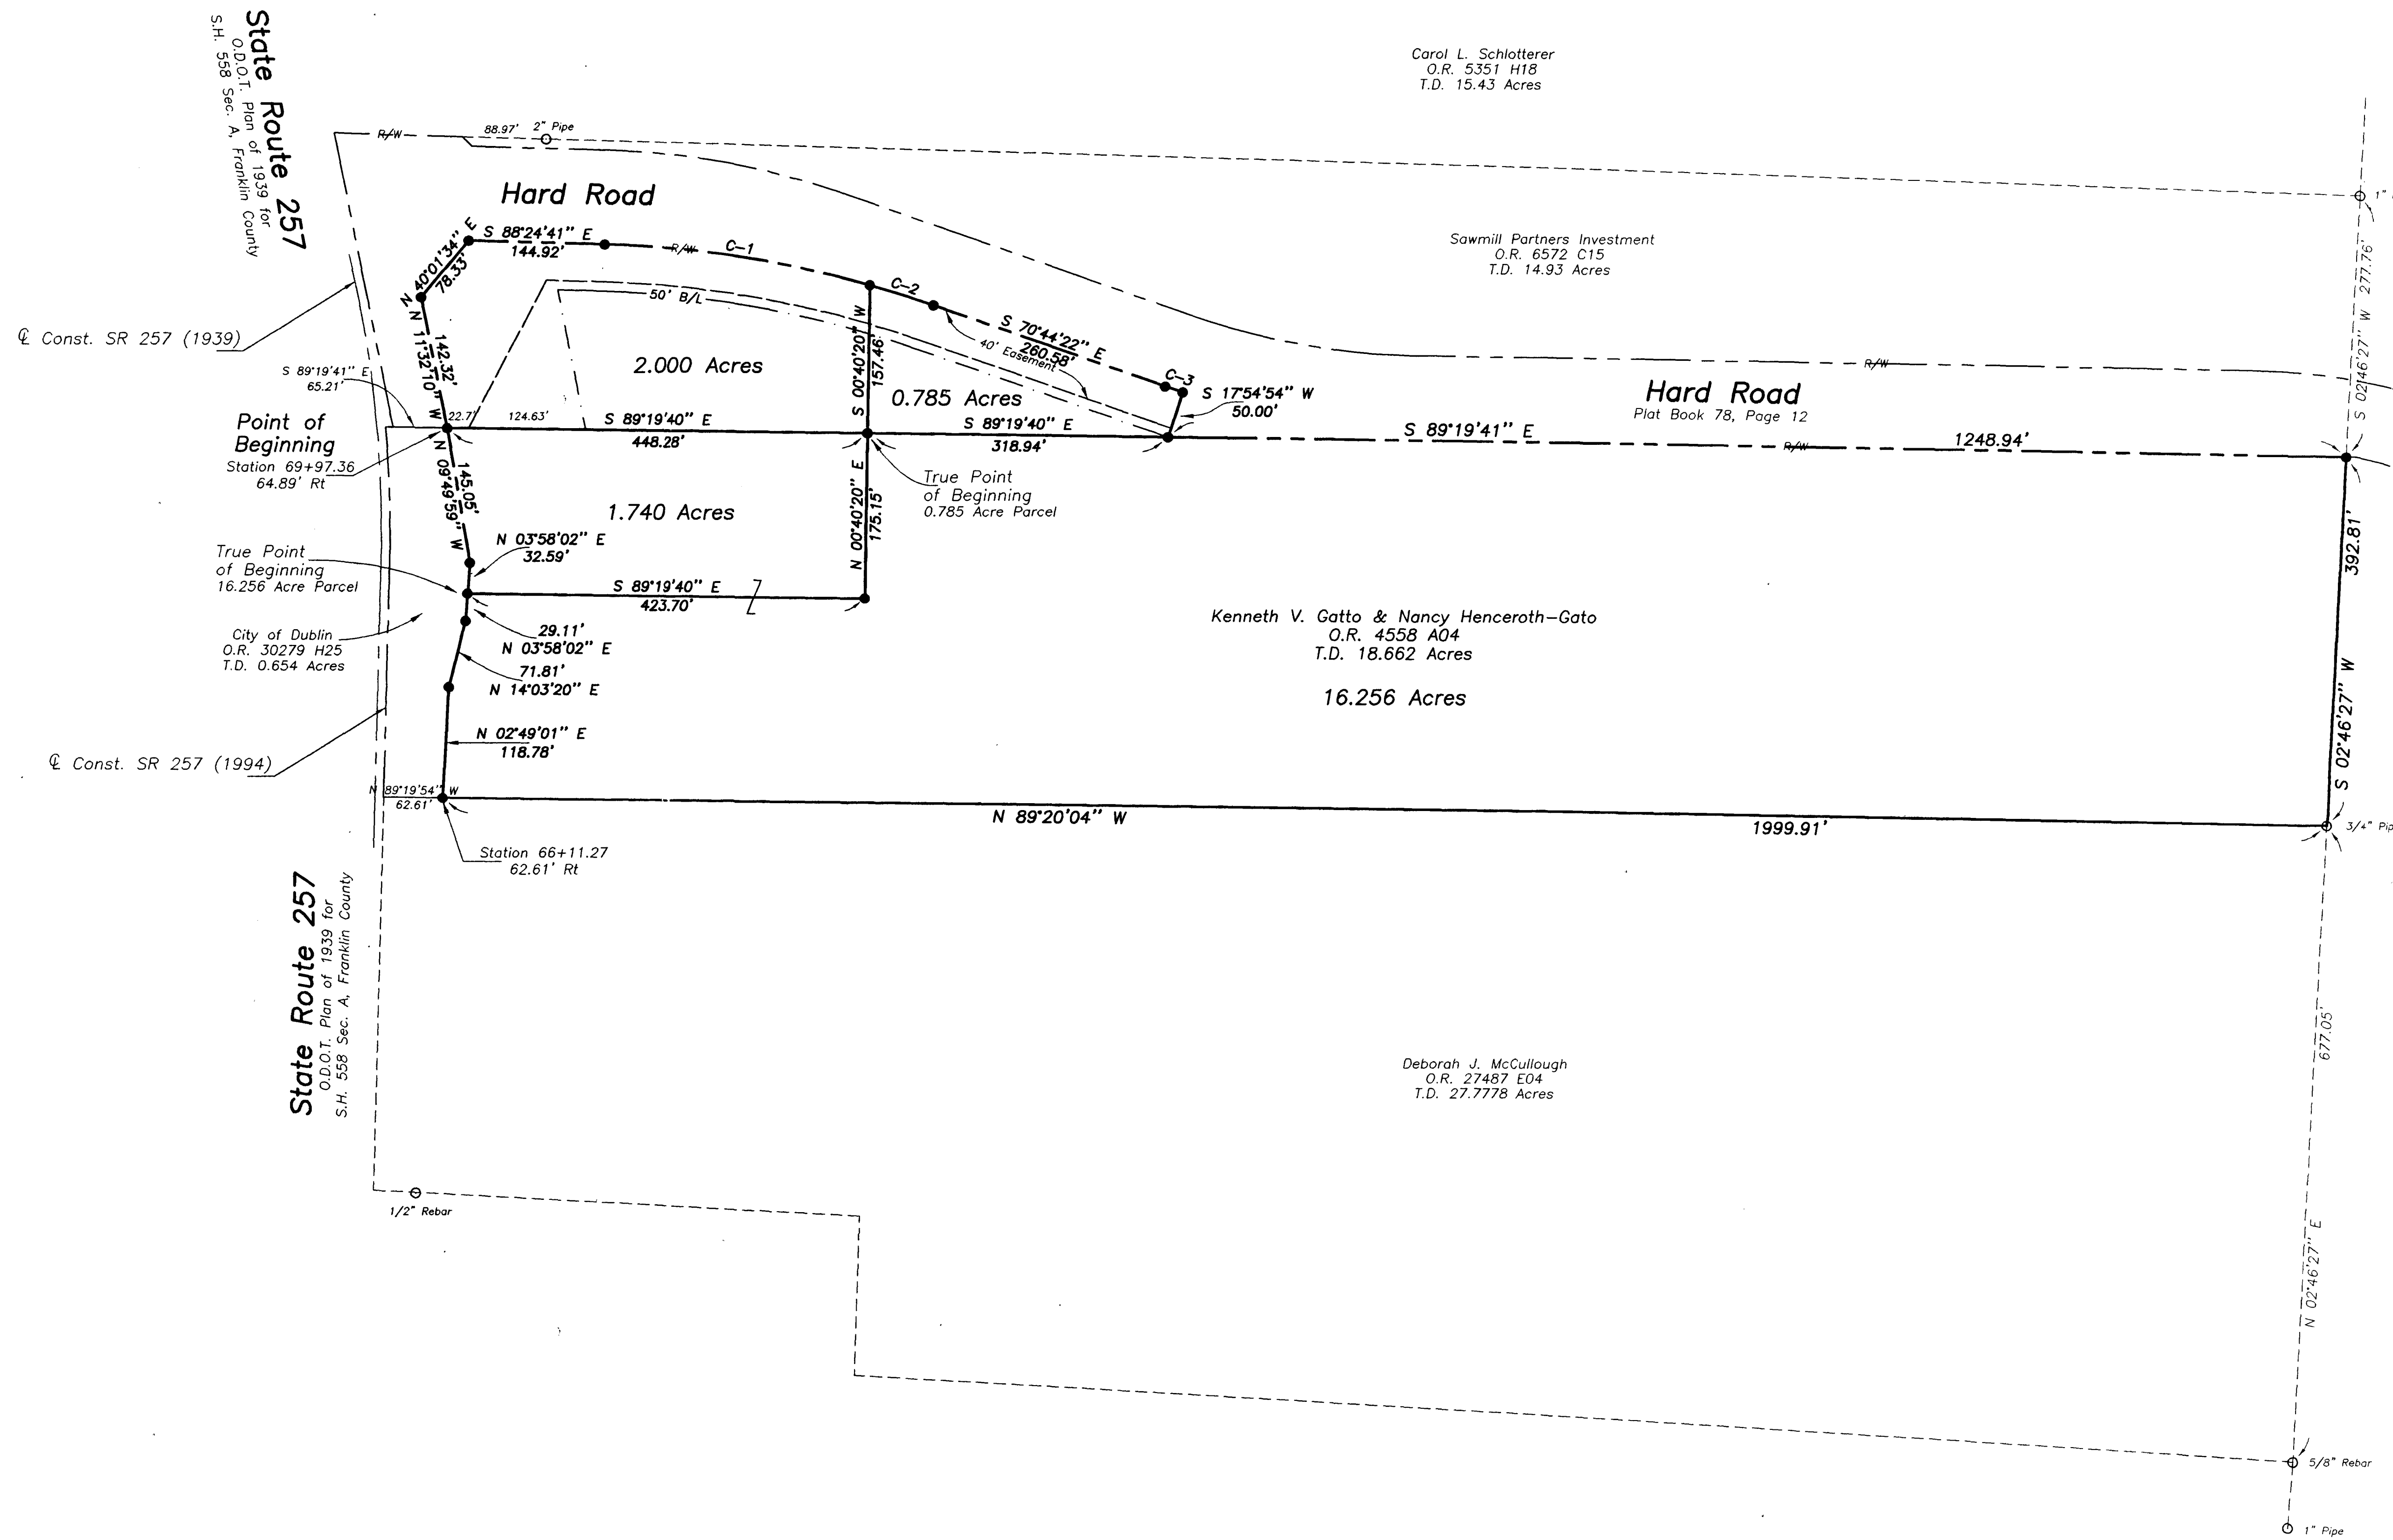 State Route 257
O.D.O.T. Plan of 1939 for
S.H. 558 Sec. A, Franklin County
Carol L. Schlotterer
O.R. 5351 H18
T.D. 15.43 Acres
R/W
88.97' 2" Pipe
1"
Hard Road
S 88°24'41" E
144.92'
R/W
C-1
N 40°01'34" E
78.33'
Sawmill Partners Investment
O.R. 6572 C15
T.D. 14.93 Acres
S 02°46'27" W 277.76'
C-2
50' B/L
S 70°44'22" E
260.58'
40' Easement
C-3
℄ Const. SR 257 (1939)
N 11°32'10" W
142.32'
S 00°40'20" W
157.46'
2.000 Acres
R/W
S 89°19'41" E
65.21'
0.785 Acres
S 17°54'54" W
50.00'
Hard Road
Plat Book 78, Page 12
Point of
Beginning
Station 69+97.36
64.89' Rt
22.7'
124.63'
S 89°19'40" E
448.28'
S 89°19'40" E
318.94'
S 89°19'41" E
R/W
1248.94'
N 09°49'59" W
145.05'
N 00°40'20" E
175.15'
True Point
of Beginning
0.785 Acre Parcel
1.740 Acres
N 03°58'02" E
32.59'
True Point
of Beginning
16.256 Acre Parcel
S 89°19'40" E
423.70'
392.81'
S 02°46'27" W
City of Dublin
O.R. 30279 H25
T.D. 0.654 Acres
29.11'
N 03°58'02" E
71.81'
N 14°03'20" E
Kenneth V. Gatto & Nancy Henceroth-Gato
O.R. 4558 A04
T.D. 18.662 Acres
16.256 Acres
N 02°49'01" E
118.78'
℄ Const. SR 257 (1994)
N 89°19'54" W
62.61'
N 89°20'04" W
1999.91'
3/4" Pip
Station 66+11.27
62.61' Rt
State Route 257
O.D.O.T. Plan of 1939 for
S.H. 558 Sec. A, Franklin County
677.05'
Deborah J. McCullough
O.R. 27487 E04
T.D. 27.7778 Acres
1/2" Rebar
N 02°46'27" E
5/8" Rebar
1" Pipe